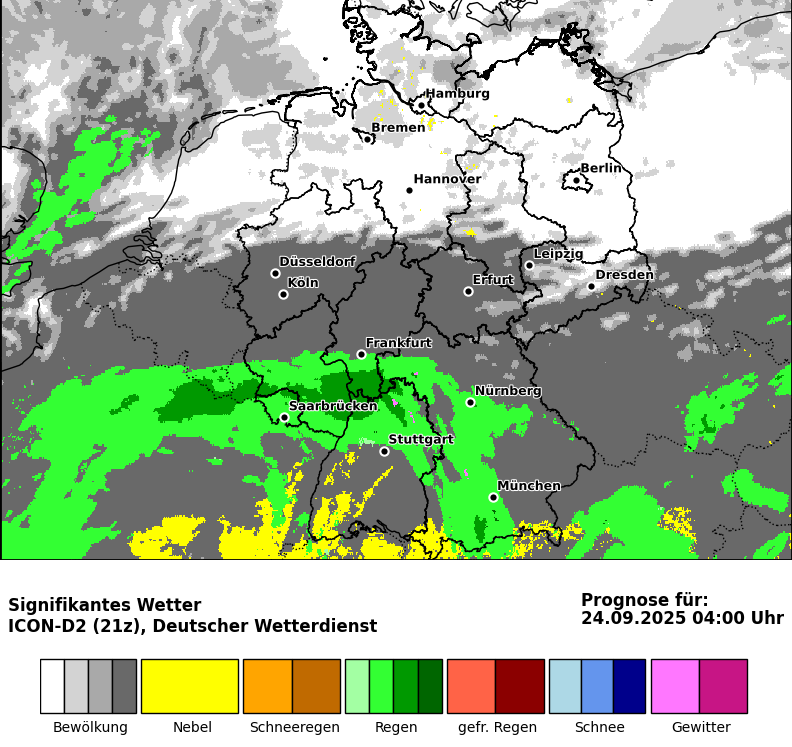 Hamburg
Bremen
Berlin
Hannover
Leipzig
Düsseldorf
Dresden
Köln
Erfurt
Frankfurt
Nürnberg
Saarbrücken
Stuttgart
München
Signifikantes Wetter
ICON-D2 (21z), Deutscher Wetterdienst
Prognose für:
24.09.2025 04:00 Uhr
Bewölkung Nebel Schneeregen Regen gefr. Regen Schnee Gewitter